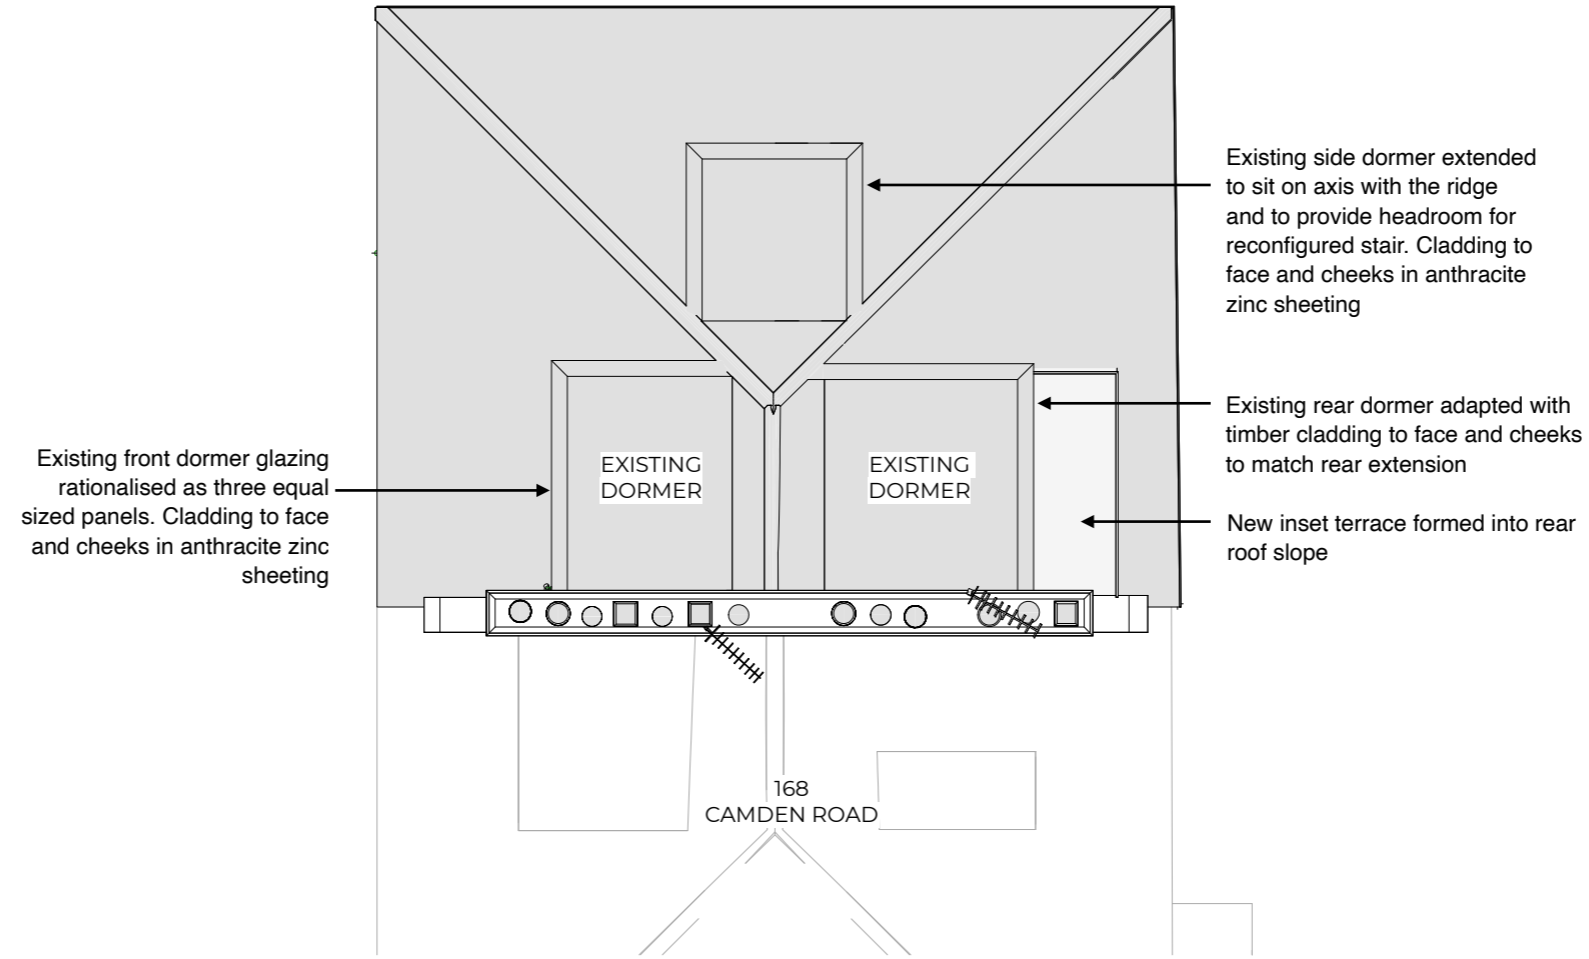 Existing side dormer extended
to sit on axis with the ridge
and to provide headroom for
reconfigured stair. Cladding to
face and cheeks in anthracite
zinc sheeting
Existing rear dormer adapted with
timber cladding to face and cheeks
to match rear extension
Existing front dormer glazing
rationalised as three equal
sized panels. Cladding to face
and cheeks in anthracite zinc
sheeting
EXISTING
DORMER
EXISTING
DORMER
New inset terrace formed into rear
roof slope
168
CAMDEN ROAD